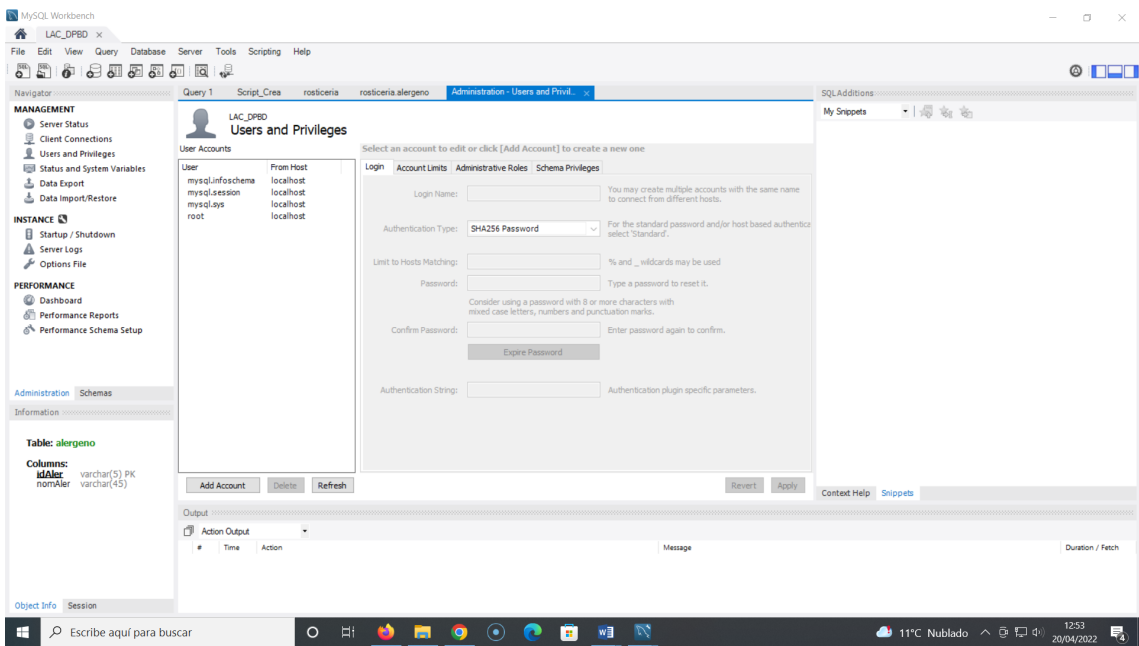 MySQL Workbench
LAC_DPBD ×
File Edit View Query Database Server Tools Scripting Help
Navigator
MANAGEMENT
Server Status
Client Connections
Users and Privileges
Status and System Variables
Data Export
Data Import/Restore
INSTANCE
Startup / Shutdown
Server Logs
Options File
PERFORMANCE
Dashboard
Performance Reports
Performance Schema Setup
Administration Schemas
Information
Table: alergeno
Columns:
idAler varchar(5) PK
nomAler varchar(45)
Object Info Session
Query 1 Script_Crea rosticeria rosticeria.alergeno Administration - Users and Privil... ×
LAC_DPBD
Users and Privileges
User Accounts
User From Host
mysql.infoschema localhost
mysql.session localhost
mysql.sys localhost
root localhost
Add Account Delete Refresh
Select an account to edit or click [Add Account] to create a new one
Login Account Limits Administrative Roles Schema Privileges
Login Name: You may create multiple accounts with the same name
to connect from different hosts.
Authentication Type: SHA256 Password For the standard password and/or host based authentica
select 'Standard'.
Limit to Hosts Matching: % and _ wildcards may be used
Password: Type a password to reset it.
Consider using a password with 8 or more characters with
mixed case letters, numbers and punctuation marks.
Confirm Password: Enter password again to confirm.
Expire Password
Authentication String: Authentication plugin specific parameters.
Revert Apply
SQLAdditions
My Snippets
Context Help Snippets
Output
Action Output
# Time Action Message Duration / Fetch
Escribe aquí para buscar
11°C Nublado
12:53
20/04/2022
4